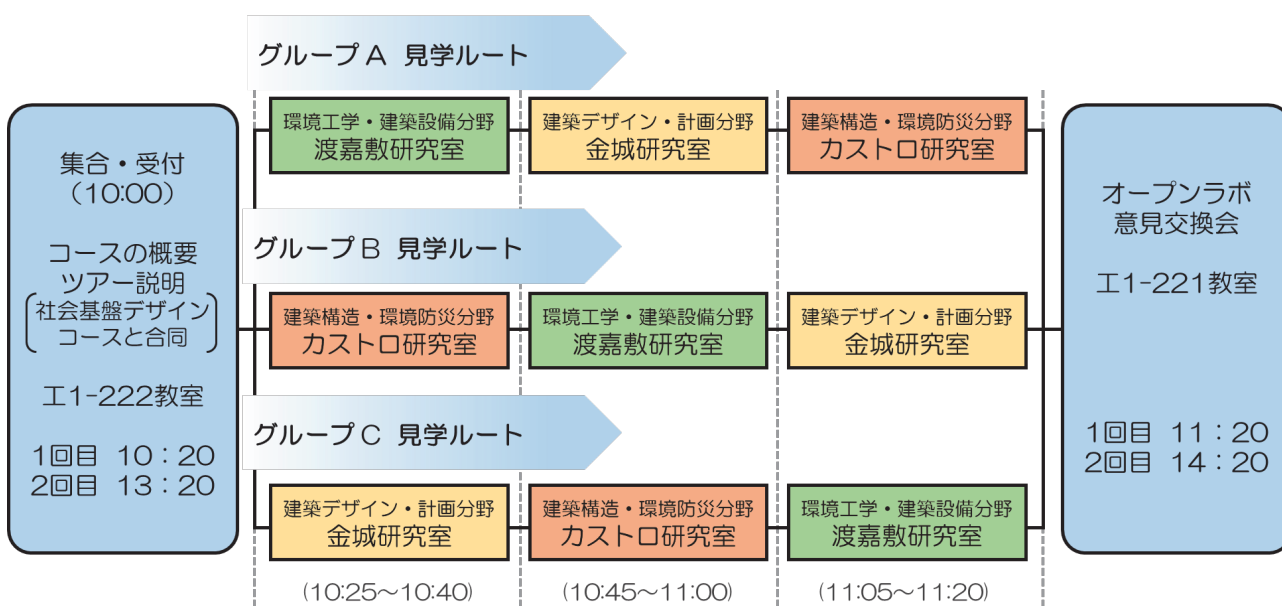 グループA 見学ルート
集合・受付
（10:00）
コースの概要
ツアー説明
社会基盤デザイン
コースと合同
工1-222教室
1回目 10：20
2回目 13：20
環境工学・建築設備分野
渡嘉敷研究室
建築デザイン・計画分野
金城研究室
建築構造・環境防災分野
カストロ研究室
グループB 見学ルート
建築構造・環境防災分野
カストロ研究室
環境工学・建築設備分野
渡嘉敷研究室
建築デザイン・計画分野
金城研究室
グループC 見学ルート
建築デザイン・計画分野
金城研究室
建築構造・環境防災分野
カストロ研究室
環境工学・建築設備分野
渡嘉敷研究室
(10:25～10:40)
(10:45～11:00)
(11:05～11:20)
オープンラボ
意見交換会
工1-221教室
1回目 11：20
2回目 14：20